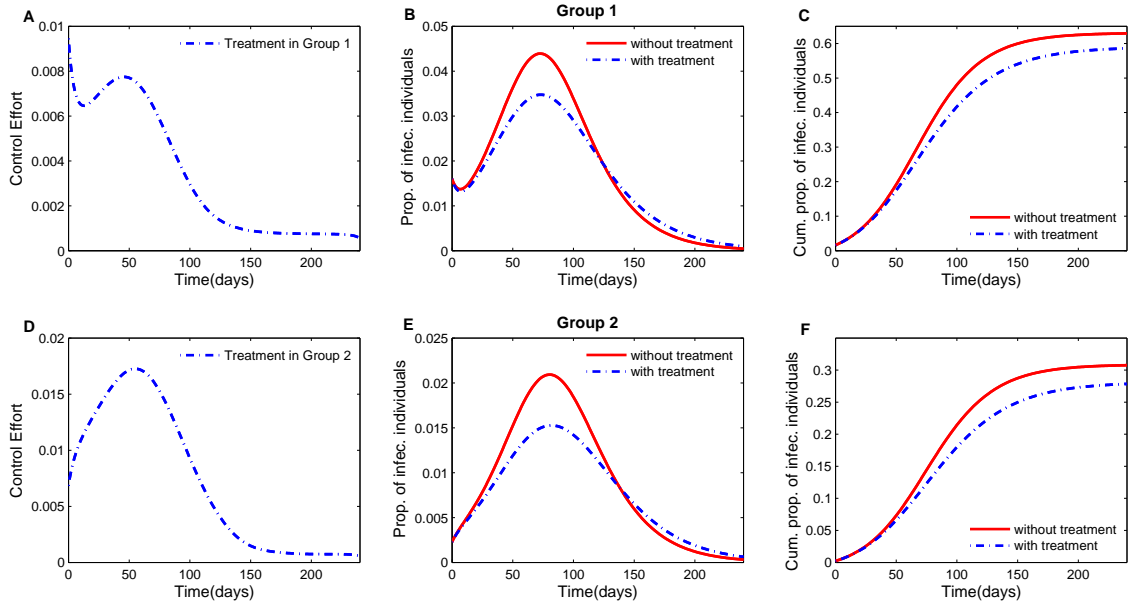 A
Control Effort
0.01
0.008
0.006
0.004
0.002
0
Treatment in Group 1
0 50 100 150 200
Time(days)
B
Group 1
Prop. of infec. individuals
0.05
0.04
0.03
0.02
0.01
0
without treatment
with treatment
0 50 100 150 200
Time(days)
C
Cum. prop. of infec. individuals
0.6
0.5
0.4
0.3
0.2
0.1
0
without treatment
with treatment
0 50 100 150 200
Time(days)
D
Control Effort
0.02
0.015
0.01
0.005
0
Treatment in Group 2
0 50 100 150 200
Time(days)
E
Group 2
Prop. of infec. individuals
0.025
0.02
0.015
0.01
0.005
0
without treatment
with treatment
0 50 100 150 200
Time(days)
F
Cum. prop. of infec. individuals
0.3
0.25
0.2
0.15
0.1
0.05
0
without treatment
with treatment
0 50 100 150 200
Time(days)